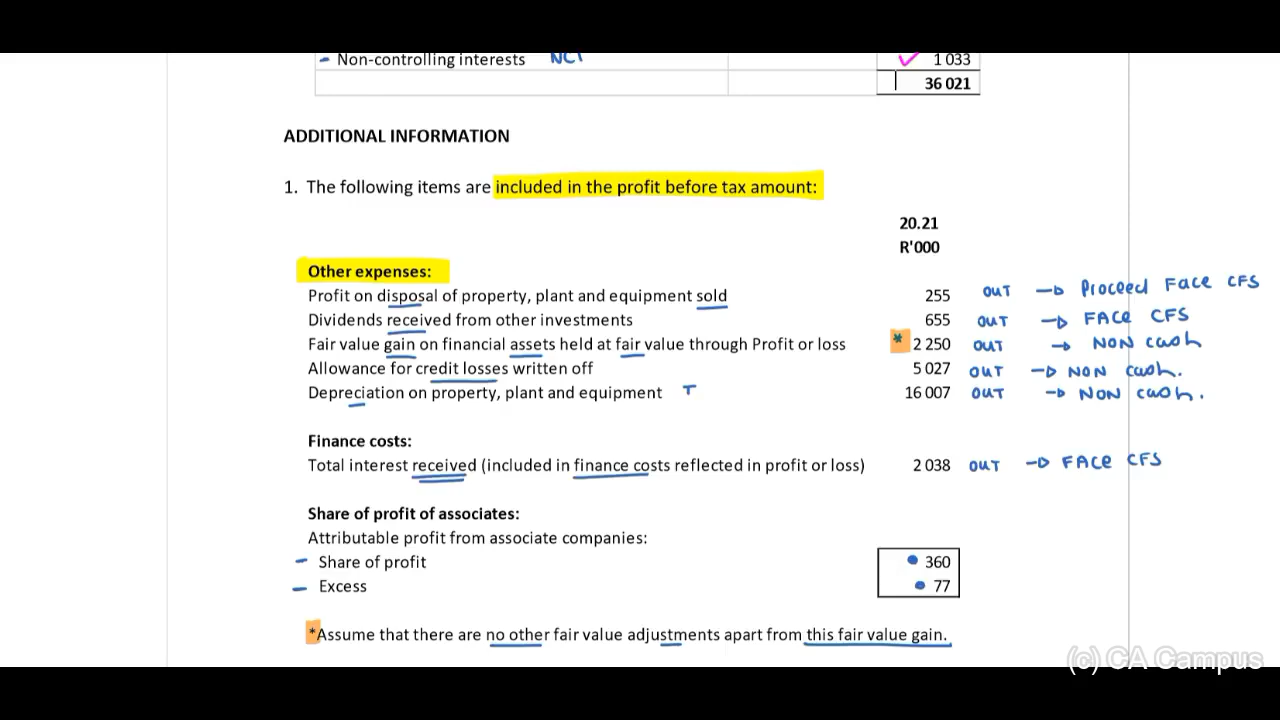 - Non-controlling interests NCI ✓ 1 033
36 021
ADDITIONAL INFORMATION
1. The following items are included in the profit before tax amount:
20.21
R'000
Other expenses:
Profit on disposal of property, plant and equipment sold 255 OUT → Proceed Face CFS
Dividends received from other investments 655 OUT → FACE CFS
Fair value gain on financial assets held at fair value through Profit or loss * 2 250 OUT → NON cash
Allowance for credit losses written off 5 027 OUT → NON cash.
Depreciation on property, plant and equipment T 16 007 OUT → NON cash.
Finance costs:
Total interest received (included in finance costs reflected in profit or loss) 2 038 OUT → FACE CFS
Share of profit of associates:
Attributable profit from associate companies:
- Share of profit • 360
- Excess • 77
*Assume that there are no other fair value adjustments apart from this fair value gain.
(c) CA Campus